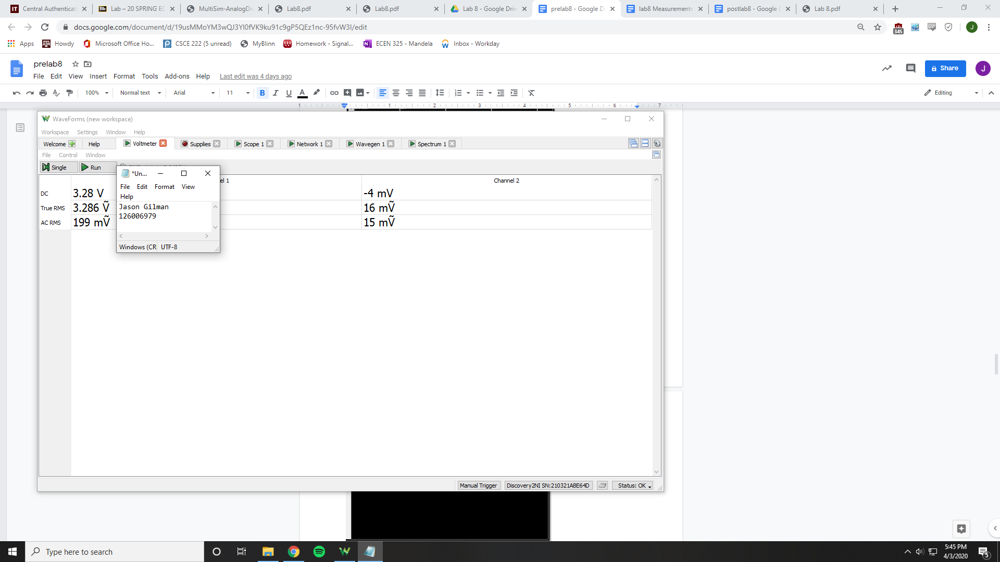 Central Authenticati
Lab – 20 SPRING EC
MultiSim-AnalogDis
Lab8.pdf
Lab8.pdf
Lab 8 - Google Driv
prelab8 - Google D
lab8 Measurements
postlab8 - Google D
Lab 8.pdf
docs.google.com/document/d/19usMMoYM3wQJ3Yl0fVK9ku91c9gP5QEz1nc-95fvW3I/edit
345
J
Apps
Howdy
Microsoft Office Ho...
CSCE 222 (5 unread)
MyBlinn
Homework - Signal...
ECEN 325 - Mandela
Inbox - Workday
prelab8
File Edit View Insert Format Tools Add-ons Help Last edit was 4 days ago
Share
J
100% Normal text Arial 11 B I U A Editing
1 1 2 3 4 5 6 7
WaveForms (new workspace)
Workspace Settings Window Help
Welcome Help Voltmeter Supplies Scope 1 Network 1 Wavegen 1 Spectrum 1
File Control Window
Single Run
*Un...
File Edit Format View
Help
Jason Gilman
126006979
Windows (CR UTF-8
el 1 Channel 2
DC 3.28 V -4 mV
True RMS 3.286 Ṽ 16 mṼ
AC RMS 199 mṼ 15 mṼ
Manual Trigger Discovery2NI SN:210321ABE64D Status: OK
Type here to search
5:45 PM
4/3/2020
5